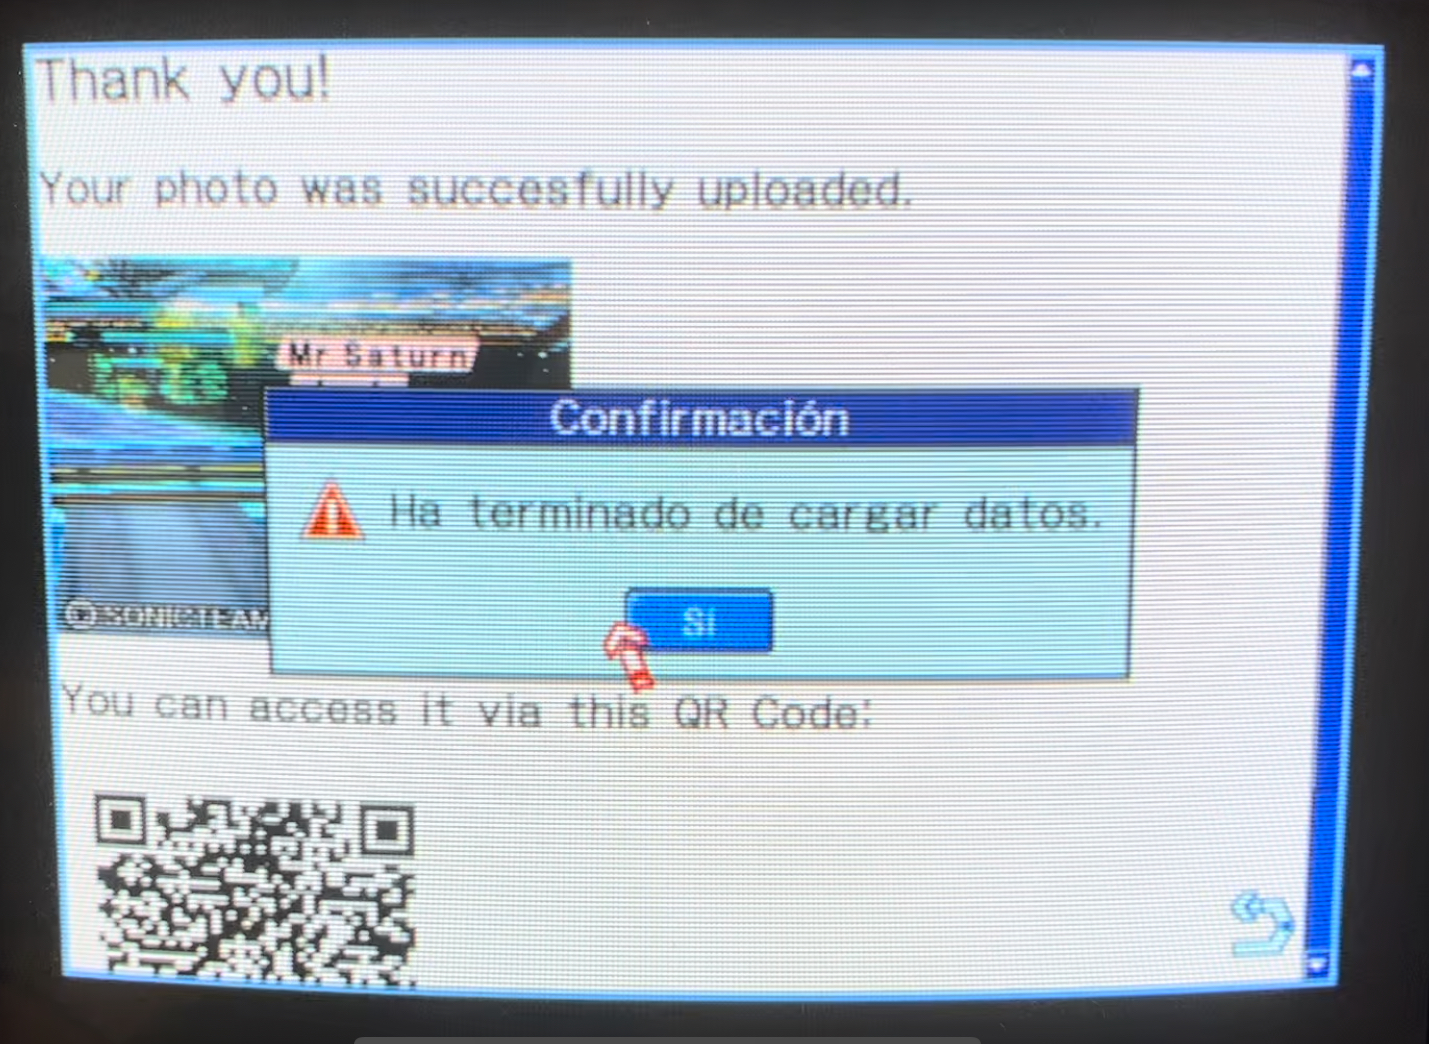 Thank you!
Your photo was succesfully uploaded.
Mr Saturn
Confirmación
Ha terminado de cargar datos.
Sí
© SONICTEAM
You can access it via this QR Code: